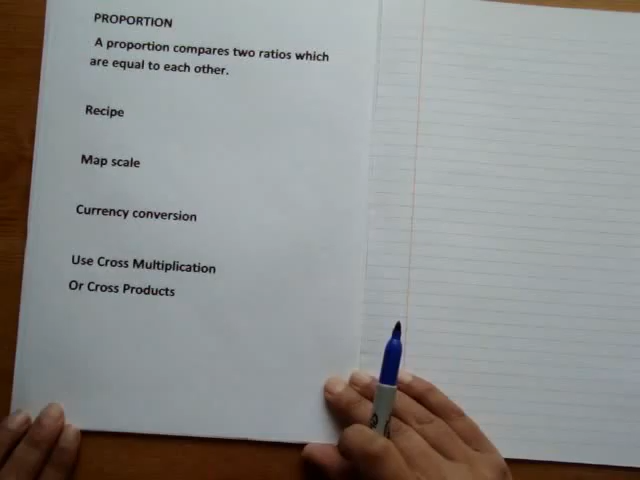 PROPORTION
A proportion compares two ratios which
are equal to each other.
Recipe
Map scale
Currency conversion
Use Cross Multiplication
Or Cross Products